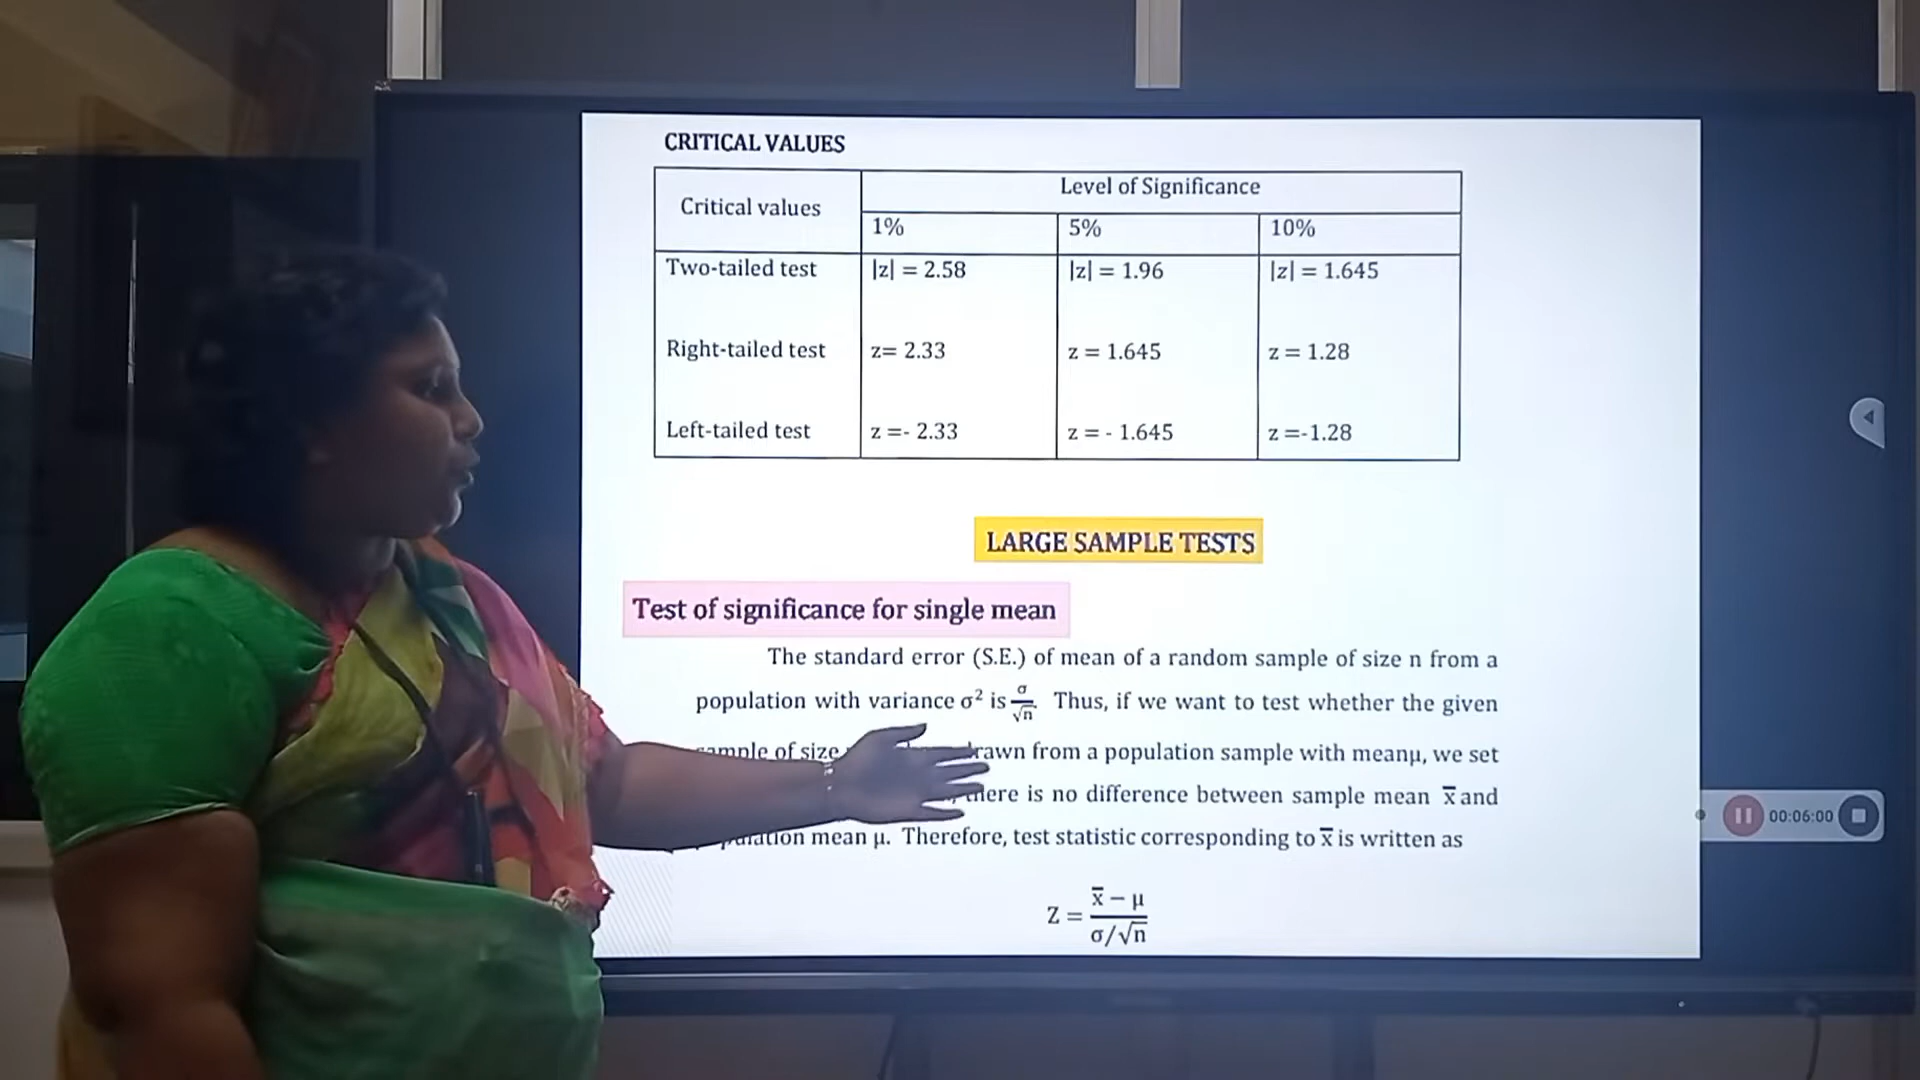 CRITICAL VALUES
Critical values
Level of Significance
1% 5% 10%
Two-tailed test |z| = 2.58 |z| = 1.96 |z| = 1.645
Right-tailed test z= 2.33 z = 1.645 z = 1.28
Left-tailed test z =- 2.33 z = - 1.645 z =-1.28
LARGE SAMPLE TESTS
Test of significance for single mean
The standard error (S.E.) of mean of a random sample of size n from a
population with variance σ² is σ/√n. Thus, if we want to test whether the given
sample of size drawn from a population sample with meanμ, we set
there is no difference between sample mean x̅ and
mean μ. Therefore, test statistic corresponding to x̅ is written as
Z = (x̅ − μ)/(σ/√n)
00:06:00